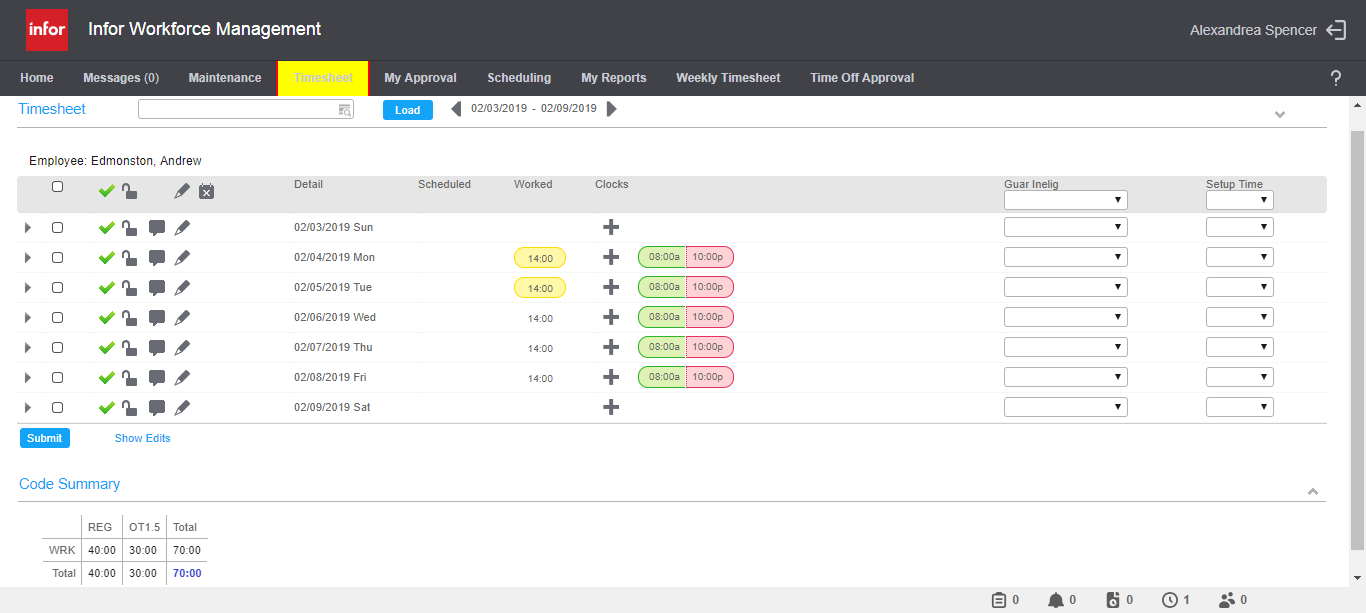 infor Infor Workforce Management Alexandrea Spencer
Home Messages (0) Maintenance Timesheet My Approval Scheduling My Reports Weekly Timesheet Time Off Approval ?
Timesheet Load 02/03/2019 - 02/09/2019
Employee: Edmonston, Andrew
Detail Scheduled Worked Clocks Guar Inelig Setup Time
02/03/2019 Sun
02/04/2019 Mon 14:00 08:00a 10:00p
02/05/2019 Tue 14:00 08:00a 10:00p
02/06/2019 Wed 14:00 08:00a 10:00p
02/07/2019 Thu 14:00 08:00a 10:00p
02/08/2019 Fri 14:00 08:00a 10:00p
02/09/2019 Sat
Submit Show Edits
Code Summary
REG OT1.5 Total
WRK 40:00 30:00 70:00
Total 40:00 30:00 70:00
0 0 0 1 0